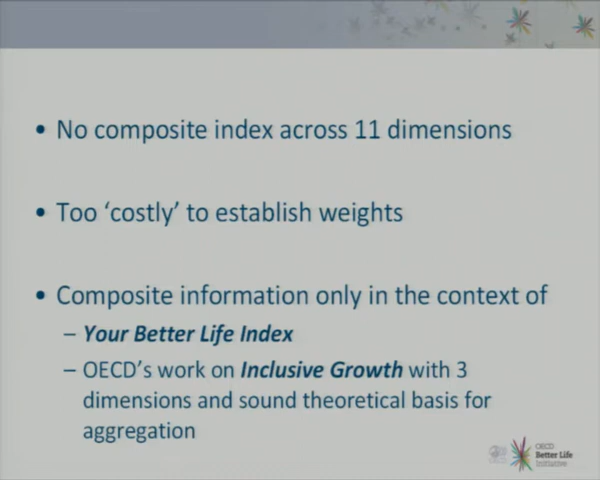 • No composite index across 11 dimensions
• Too ‘costly’ to establish weights
• Composite information only in the context of
– Your Better Life Index
– OECD’s work on Inclusive Growth with 3
dimensions and sound theoretical basis for
aggregation
OECD
Better Life
Initiative